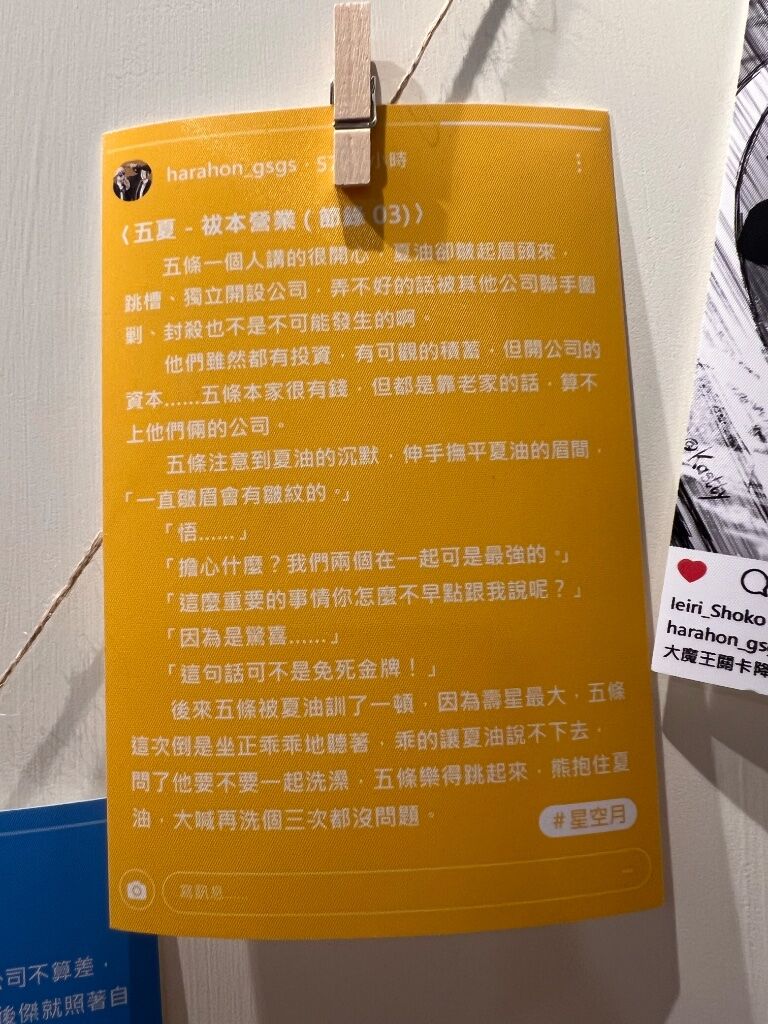 harahon_gsgs · 57 小時
〈五夏 - 祓本營業 ( 節錄 03)〉
五條一個人講的很開心，夏油卻皺起眉頭來，
跳槽、獨立開設公司，弄不好的話被其他公司聯手圍
剿、封殺也不是不可能發生的啊。
他們雖然都有投資，有可觀的積蓄，但開公司的
資本......五條本家很有錢，但都是靠老家的話，算不
上他們倆的公司。
五條注意到夏油的沉默，伸手撫平夏油的眉間，
「一直皺眉會有皺紋的。」
「悟......」
「擔心什麼？我們兩個在一起可是最強的。」
「這麼重要的事情你怎麼不早點跟我說呢？」
「因為是驚喜......」
「這句話可不是免死金牌！」
後來五條被夏油訓了一頓，因為壽星最大，五條
這次倒是坐正乖乖地聽著，乖的讓夏油說不下去，
問了他要不要一起洗澡，五條樂得跳起來，熊抱住夏
油，大喊再洗個三次都沒問題。
#星空月
寫訊息......
@Kasttry
leiri_Shoko
harahon_gs
大魔王關卡降
公司不算差，
後傑就照著自